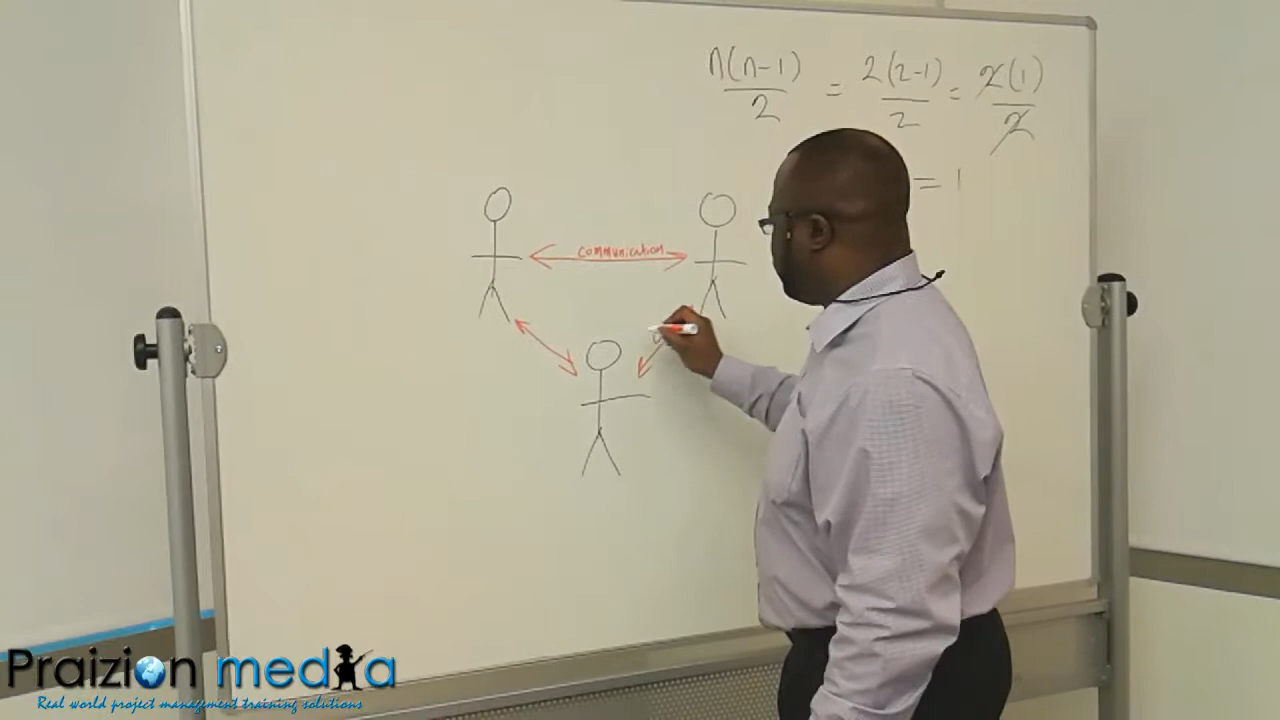 n(n-1)/2 = 2(2-1)/2 = 2(1)/2
= 1
communication
Praizion media
Real world project management training solutions